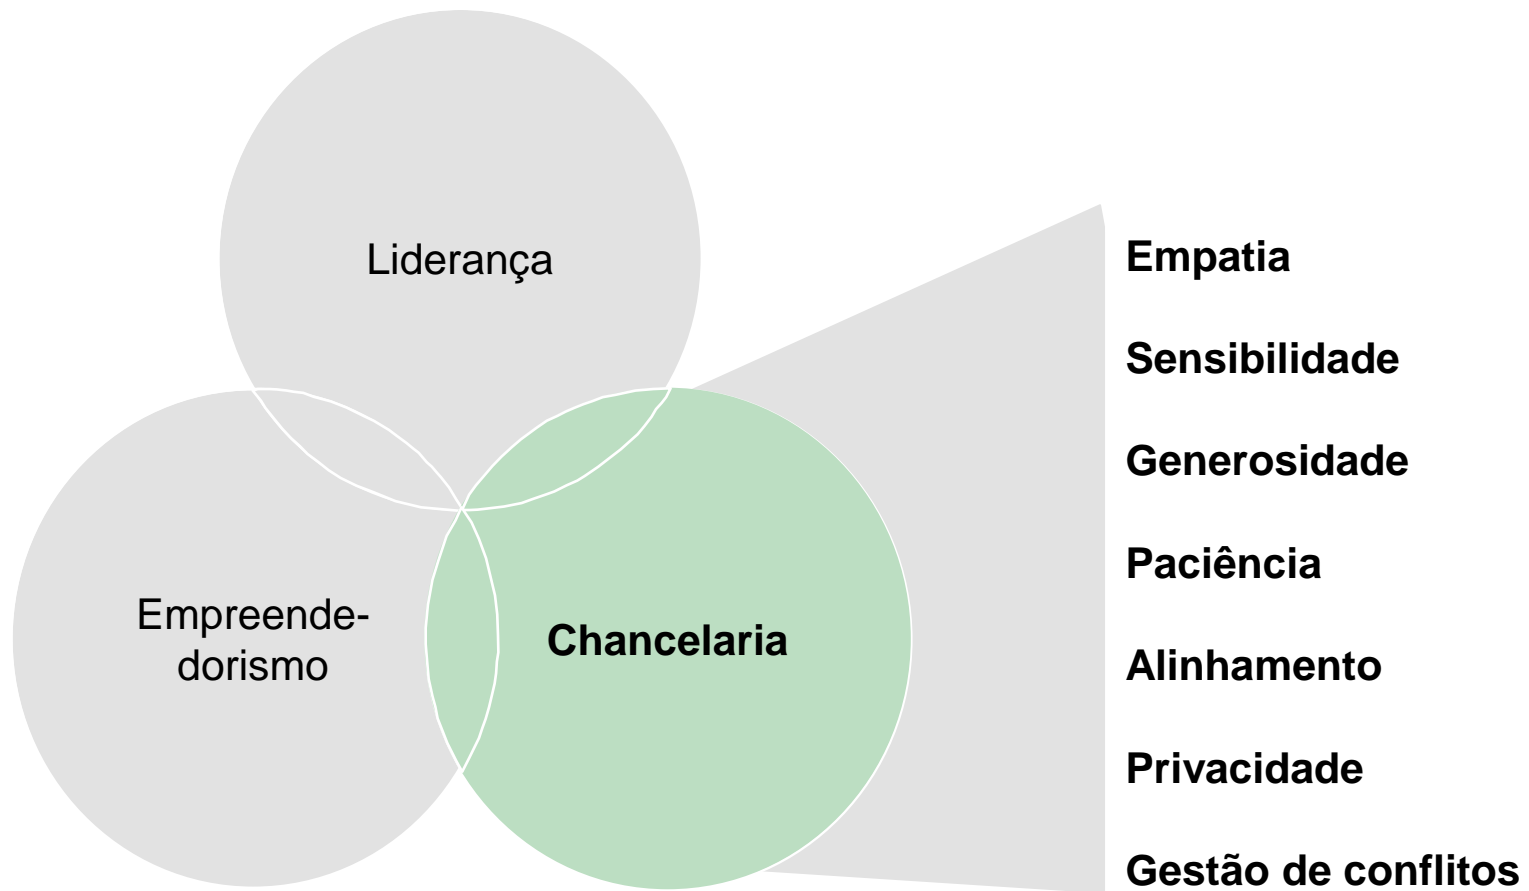 Liderança
Empreende-
dorismo
Chancelaria
Empatia
Sensibilidade
Generosidade
Paciência
Alinhamento
Privacidade
Gestão de conflitos